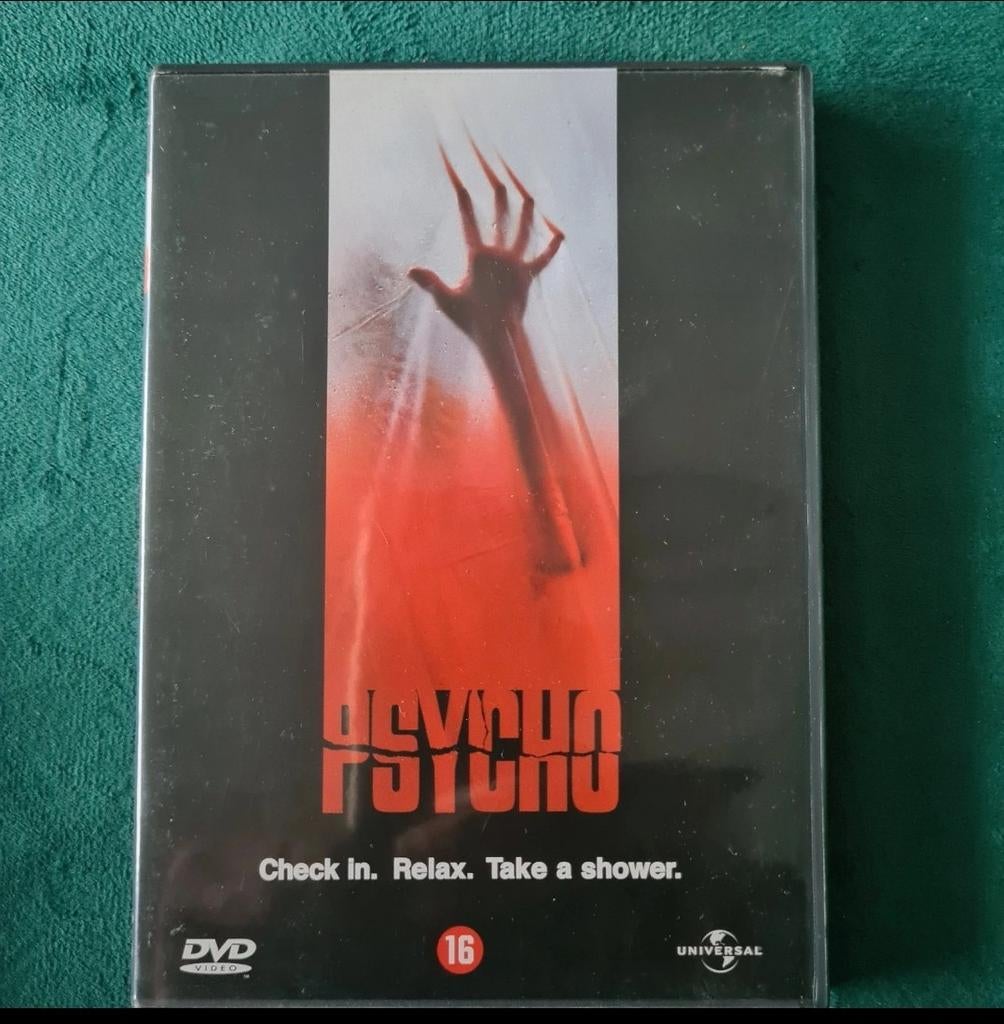 PSYCHO
Check in. Relax. Take a shower.
DVD
VIDEO
16
UNIVERSAL